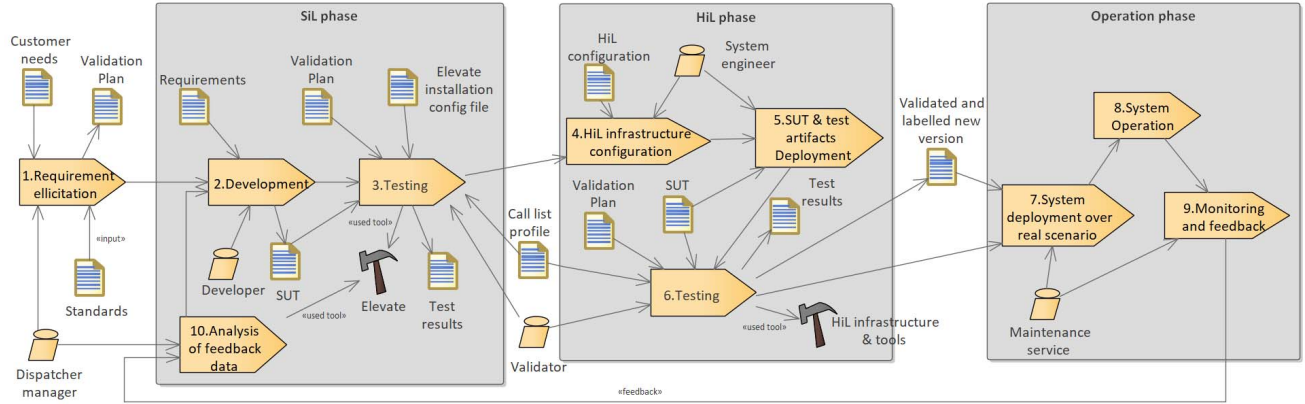 SiL phase
HiL phase
Operation phase
Customer
needs
Validation
Plan
Requirements
Validation
Plan
Elevate
installation
config file
HiL
configuration
System
engineer
Validated and
labelled new
version
8.System
Operation
1.Requirement
ellicitation
2.Development
3.Testing
4.HiL infrastructure
configuration
5.SUT & test
artifacts
Deployment
Validation
Plan
SUT
Test
results
7.System
deployment over
real scenario
9.Monitoring
and feedback
«input»
«used tool»
Call list
profile
Standards
Developer
SUT
Elevate
Test
results
6.Testing
«used tool»
«used tool»
HiL infrastructure
& tools
10.Analysis
of feedback
data
Dispatcher
manager
Validator
Maintenance
service
«feedback»